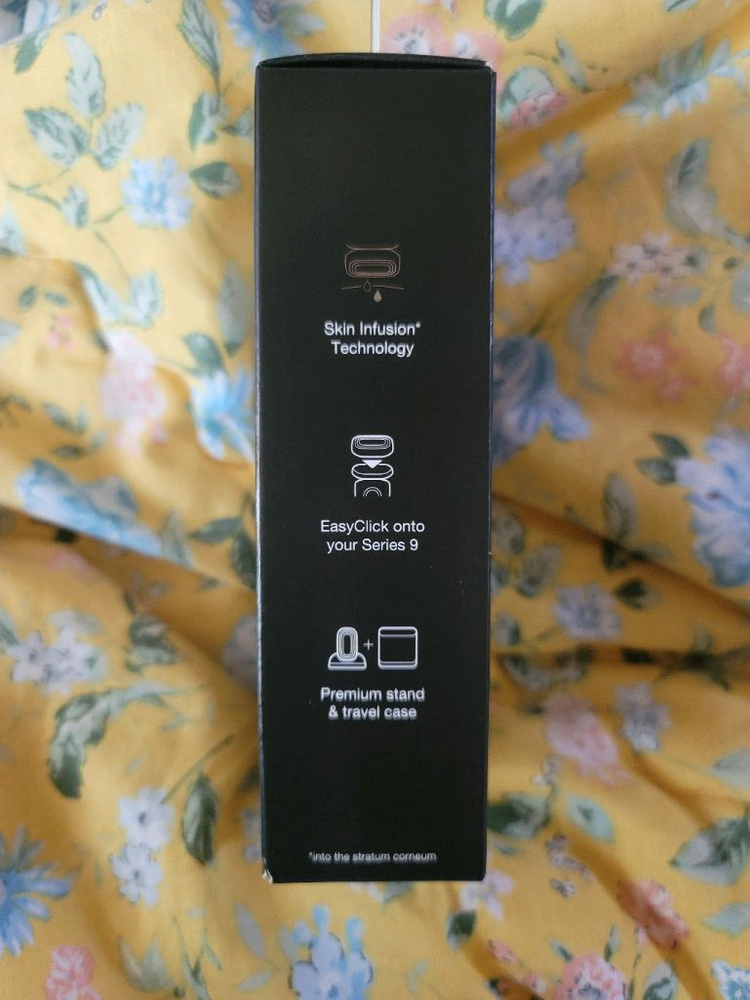 Skin Infusion*
Technology
EasyClick onto
your Series 9
Premium stand
& travel case
*into the stratum corneum